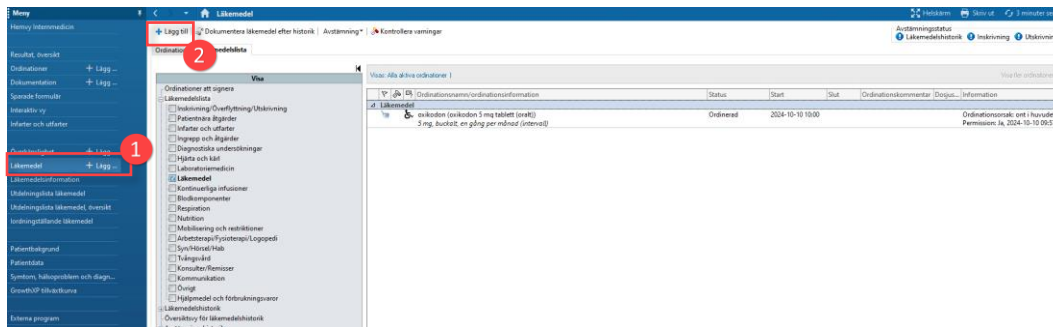 Meny
Läkemedel
Helskärm
Skriv ut
3 minuter se
Hemvy Internmedicin
Resultat, översikt
Ordinationer
+ Lägg ...
Dokumentation
+ Lägg ...
Sparade formulär
Interaktiv vy
Infarter och utfarter
+ Lägg ...
1
Läkemedel
+ Lägg ...
Läkemedelsinformation
Utdelningslista läkemedel
Utdelningslista läkemedel, översikt
Iordningställande läkemedel
Patientbakgrund
Patientdata
Symtom, hälsoproblem och diagn...
GrowthXP tillväxtkurva
Externa program
+ Lägg till
Dokumentera läkemedel efter historik
Avstämning
Kontrollera varningar
Avstämningsstatus
Läkemedelshistorik
Inskrivning
Utskrivnin
2
Visa
Ordinationer att signera
Läkemedelslista
Inskrivning/Överflyttning/Utskrivning
Patientnära åtgärder
Infarter och utfarter
Ingrepp och åtgärder
Diagnostiska undersökningar
Hjärta och kärl
Laboratoriemedicin
Läkemedel
Kontinuerliga infusioner
Blodkomponenter
Respiration
Nutrition
Mobilisering och restriktioner
Arbetsterapi/Fysioterapi/Logopedi
Syn/Hörsel/Hab
Tvångsvård
Konsulter/Remisser
Kommunikation
Övrigt
Hjälpmedel och förbrukningsvaror
Läkemedelshistorik
Översiktsvy för läkemedelshistorik
Visas: Alla aktiva ordinationer
Visa fler ordinationer
Ordinationsnamn/ordinationsinformation
Status
Start
Slut
Ordinationskommentar
Dosjus...
Information
Läkemedel
oxikodon (oxikodon 5 mg tablett (oralt))
Ordinerad
2024-10-10 10:00
Ordinationsorsak: ont i huvude
5 mg, buckalt, en gång per månad (intervall)
Permission: Ja, 2024-10-10 09:5